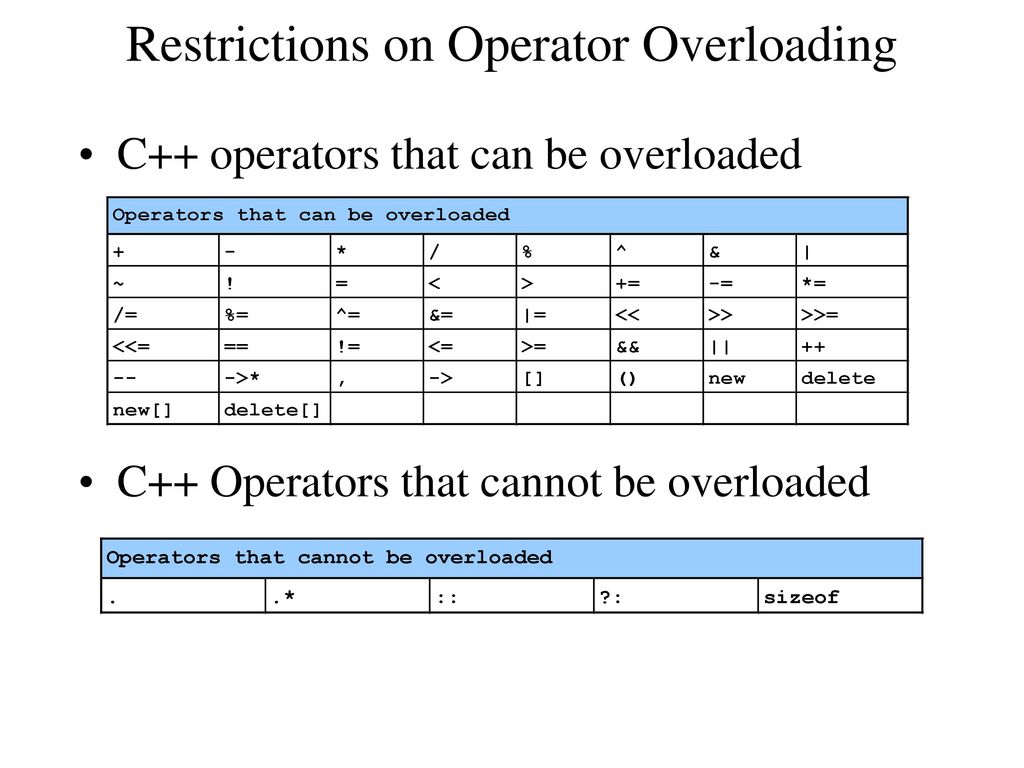 Restrictions on Operator Overloading
• C++ operators that can be overloaded
Operators that can be overloaded
+ - * / % ^ & |
~ ! = < > += -= *=
/= %= ^= &= |= << >> >>=
<<= == != <= >= && || ++
-- ->* , -> [] () new delete
new[] delete[]
• C++ Operators that cannot be overloaded
Operators that cannot be overloaded
. .* :: ?: sizeof